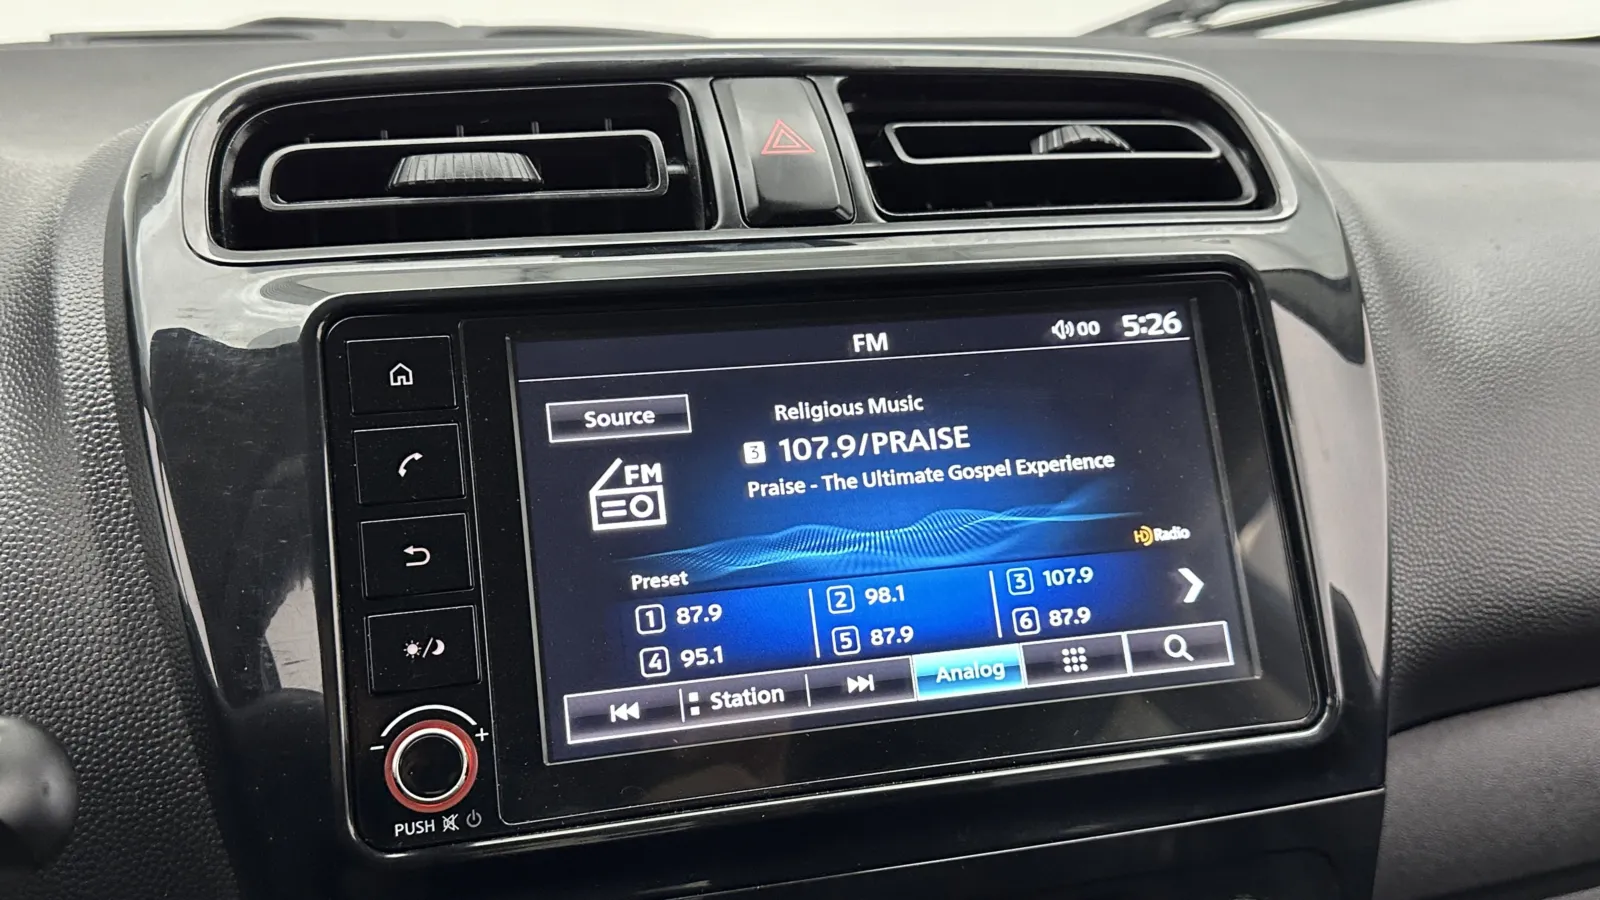 FM
00 5:26
Source
Religious Music
3 107.9/PRAISE
Praise - The Ultimate Gospel Experience
FM
HD Radio
Preset
1 87.9
2 98.1
3 107.9
4 95.1
5 87.9
6 87.9
Station
Analog
- +
PUSH